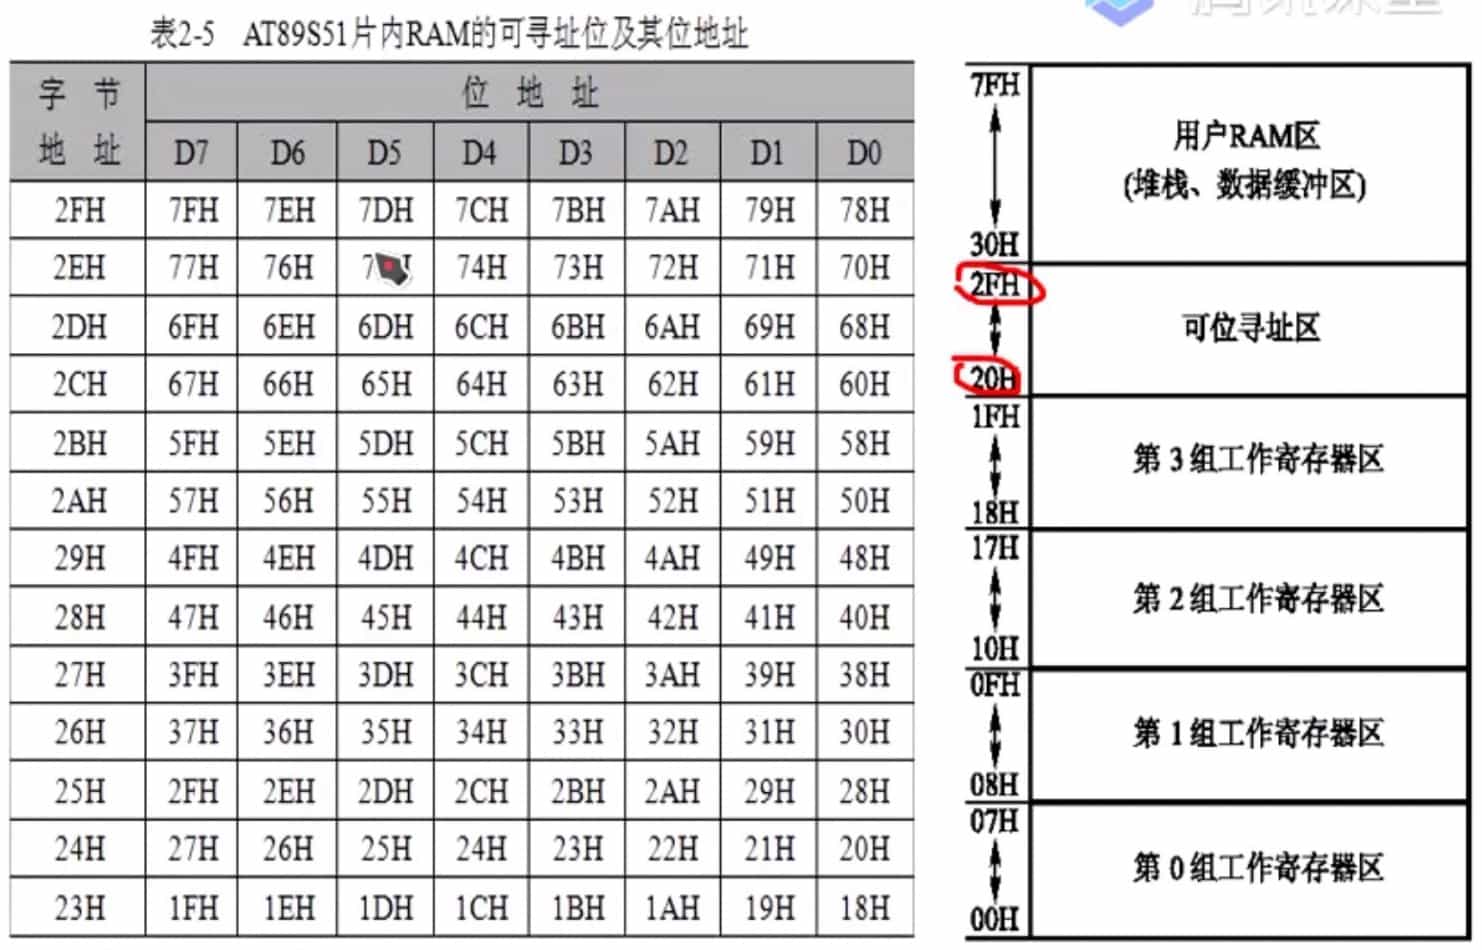 表2-5 AT89S51片内RAM的可寻址位及其位地址
字节地址 位地址
D7 D6 D5 D4 D3 D2 D1 D0
2FH 7FH 7EH 7DH 7CH 7BH 7AH 79H 78H
2EH 77H 76H 74H 73H 72H 71H 70H
2DH 6FH 6EH 6DH 6CH 6BH 6AH 69H 68H
2CH 67H 66H 65H 64H 63H 62H 61H 60H
2BH 5FH 5EH 5DH 5CH 5BH 5AH 59H 58H
2AH 57H 56H 55H 54H 53H 52H 51H 50H
29H 4FH 4EH 4DH 4CH 4BH 4AH 49H 48H
28H 47H 46H 45H 44H 43H 42H 41H 40H
27H 3FH 3EH 3DH 3CH 3BH 3AH 39H 38H
26H 37H 36H 35H 34H 33H 32H 31H 30H
25H 2FH 2EH 2DH 2CH 2BH 2AH 29H 28H
24H 27H 26H 25H 24H 23H 22H 21H 20H
23H 1FH 1EH 1DH 1CH 1BH 1AH 19H 18H
7FH
用户RAM区
(堆栈、数据缓冲区)
30H
2FH
可位寻址区
20H
1FH
第3组工作寄存器区
18H
17H
第2组工作寄存器区
10H
0FH
第1组工作寄存器区
08H
07H
第0组工作寄存器区
00H